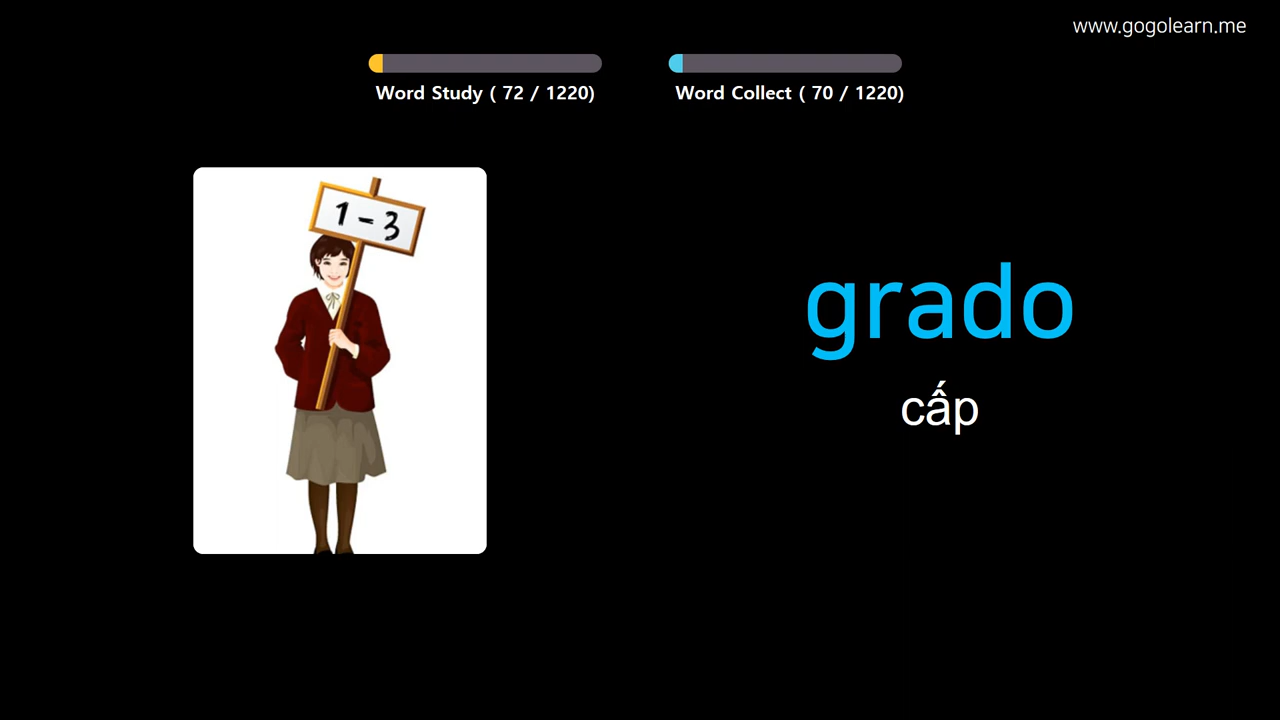 www.gogolearn.me
Word Study ( 72 / 1220)
Word Collect ( 70 / 1220)
1 - 3
grado
cấp